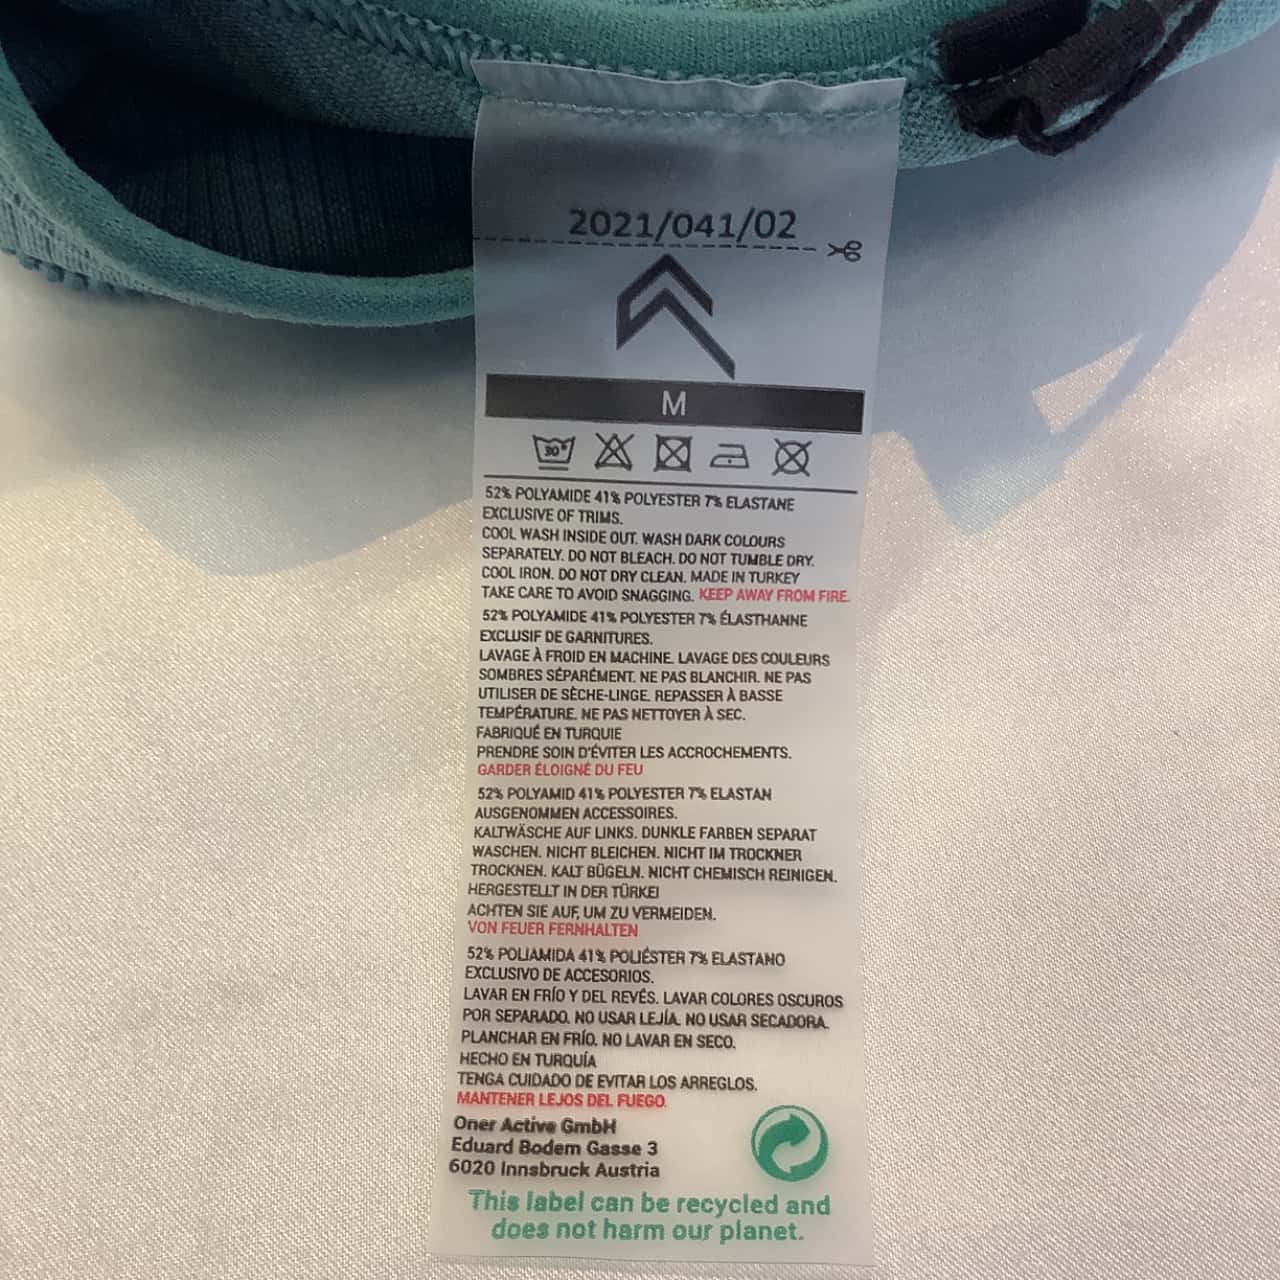 2021/041/02
M
30°
52% POLYAMIDE 41% POLYESTER 7% ELASTANE
EXCLUSIVE OF TRIMS.
COOL WASH INSIDE OUT. WASH DARK COLOURS
SEPARATELY. DO NOT BLEACH. DO NOT TUMBLE DRY.
COOL IRON. DO NOT DRY CLEAN. MADE IN TURKEY
TAKE CARE TO AVOID SNAGGING. KEEP AWAY FROM FIRE.
52% POLYAMIDE 41% POLYESTER 7% ÉLASTHANNE
EXCLUSIF DE GARNITURES.
LAVAGE À FROID EN MACHINE. LAVAGE DES COULEURS
SOMBRES SÉPARÉMENT. NE PAS BLANCHIR. NE PAS
UTILISER DE SÈCHE-LINGE. REPASSER À BASSE
TEMPÉRATURE. NE PAS NETTOYER À SEC.
FABRIQUÉ EN TURQUIE
PRENDRE SOIN D'ÉVITER LES ACCROCHEMENTS.
GARDER ÉLOIGNÉ DU FEU
52% POLYAMID 41% POLYESTER 7% ELASTAN
AUSGENOMMEN ACCESSOIRES.
KALTWÄSCHE AUF LINKS. DUNKLE FARBEN SEPARAT
WASCHEN. NICHT BLEICHEN. NICHT IM TROCKNER
TROCKNEN. KALT BÜGELN. NICHT CHEMISCH REINIGEN.
HERGESTELLT IN DER TÜRKEI
ACHTEN SIE AUF, UM ZU VERMEIDEN.
VON FEUER FERNHALTEN
52% POLIAMIDA 41% POLIÉSTER 7% ELASTANO
EXCLUSIVO DE ACCESORIOS.
LAVAR EN FRÍO Y DEL REVÉS. LAVAR COLORES OSCUROS
POR SEPARADO. NO USAR LEJÍA. NO USAR SECADORA.
PLANCHAR EN FRÍO. NO LAVAR EN SECO.
HECHO EN TURQUÍA
TENGA CUIDADO DE EVITAR LOS ARREGLOS.
MANTENER LEJOS DEL FUEGO.
Oner Active GmbH
Eduard Bodem Gasse 3
6020 Innsbruck Austria
This label can be recycled and
does not harm our planet.